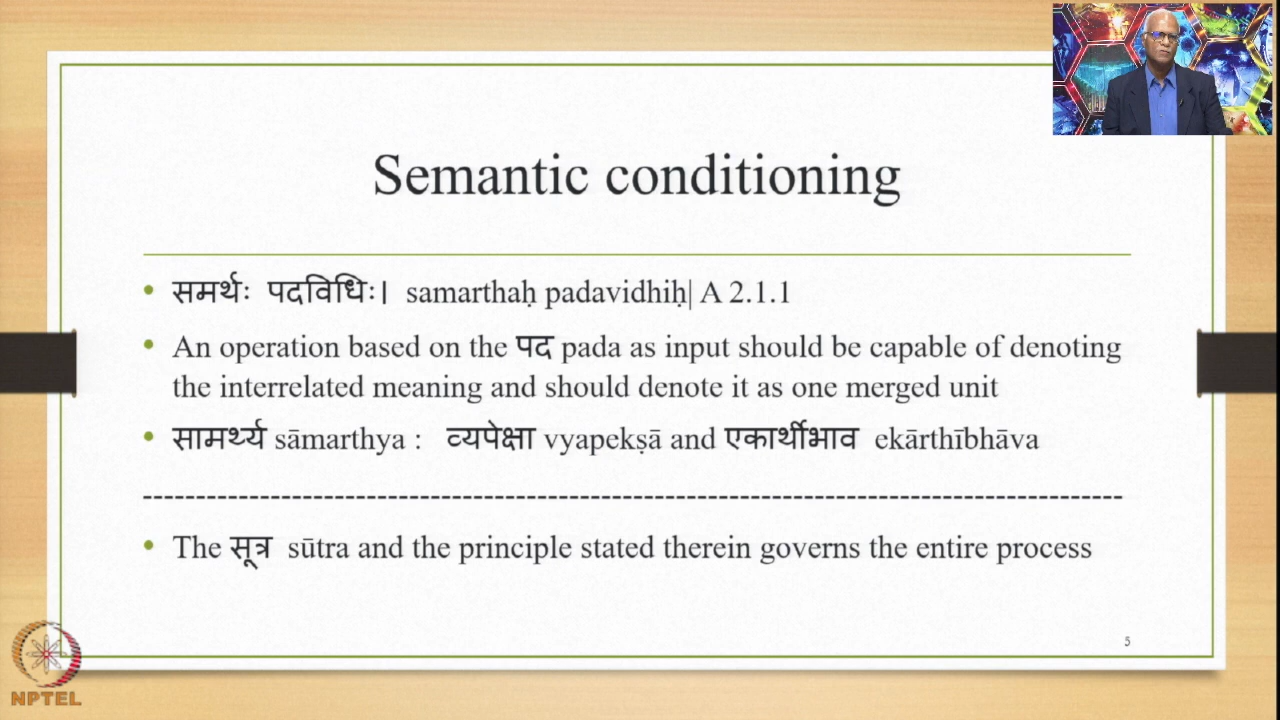 Semantic conditioning
• समर्थः पदविधिः। samarthaḥ padavidhiḥ| A 2.1.1
• An operation based on the पद pada as input should be capable of denoting
the interrelated meaning and should denote it as one merged unit
• सामर्थ्य sāmarthya : व्यपेक्षा vyapekṣā and एकार्थीभाव ekārthībhāva
--------------------------------------------------------------------------------------------
• The सूत्र sūtra and the principle stated therein governs the entire process
5
NPTEL